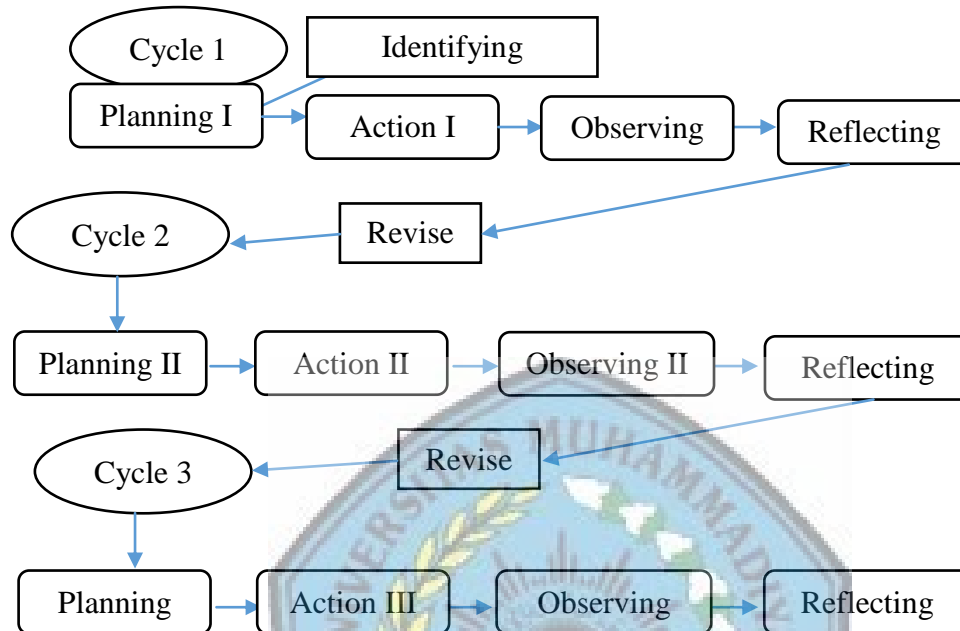 Cycle 1
Identifying
Planning I
Action I
Observing
Reflecting
Cycle 2
Revise
Planning II
Action II
Observing II
Reflecting
Cycle 3
Revise
Planning
Action III
Observing
Reflecting